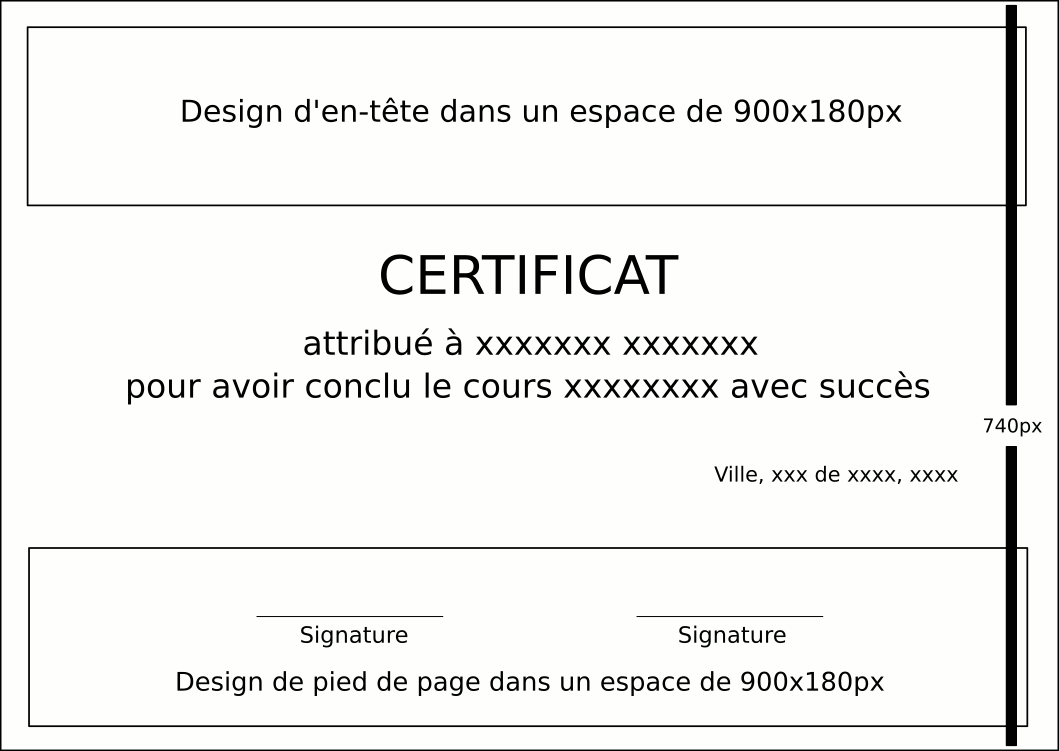 Design d'en-tête dans un espace de 900x180px
CERTIFICAT
attribué à xxxxxxx xxxxxxx
pour avoir conclu le cours xxxxxxxx avec succès
740px
Ville, xxx de xxxx, xxxx
Signature Signature
Design de pied de page dans un espace de 900x180px